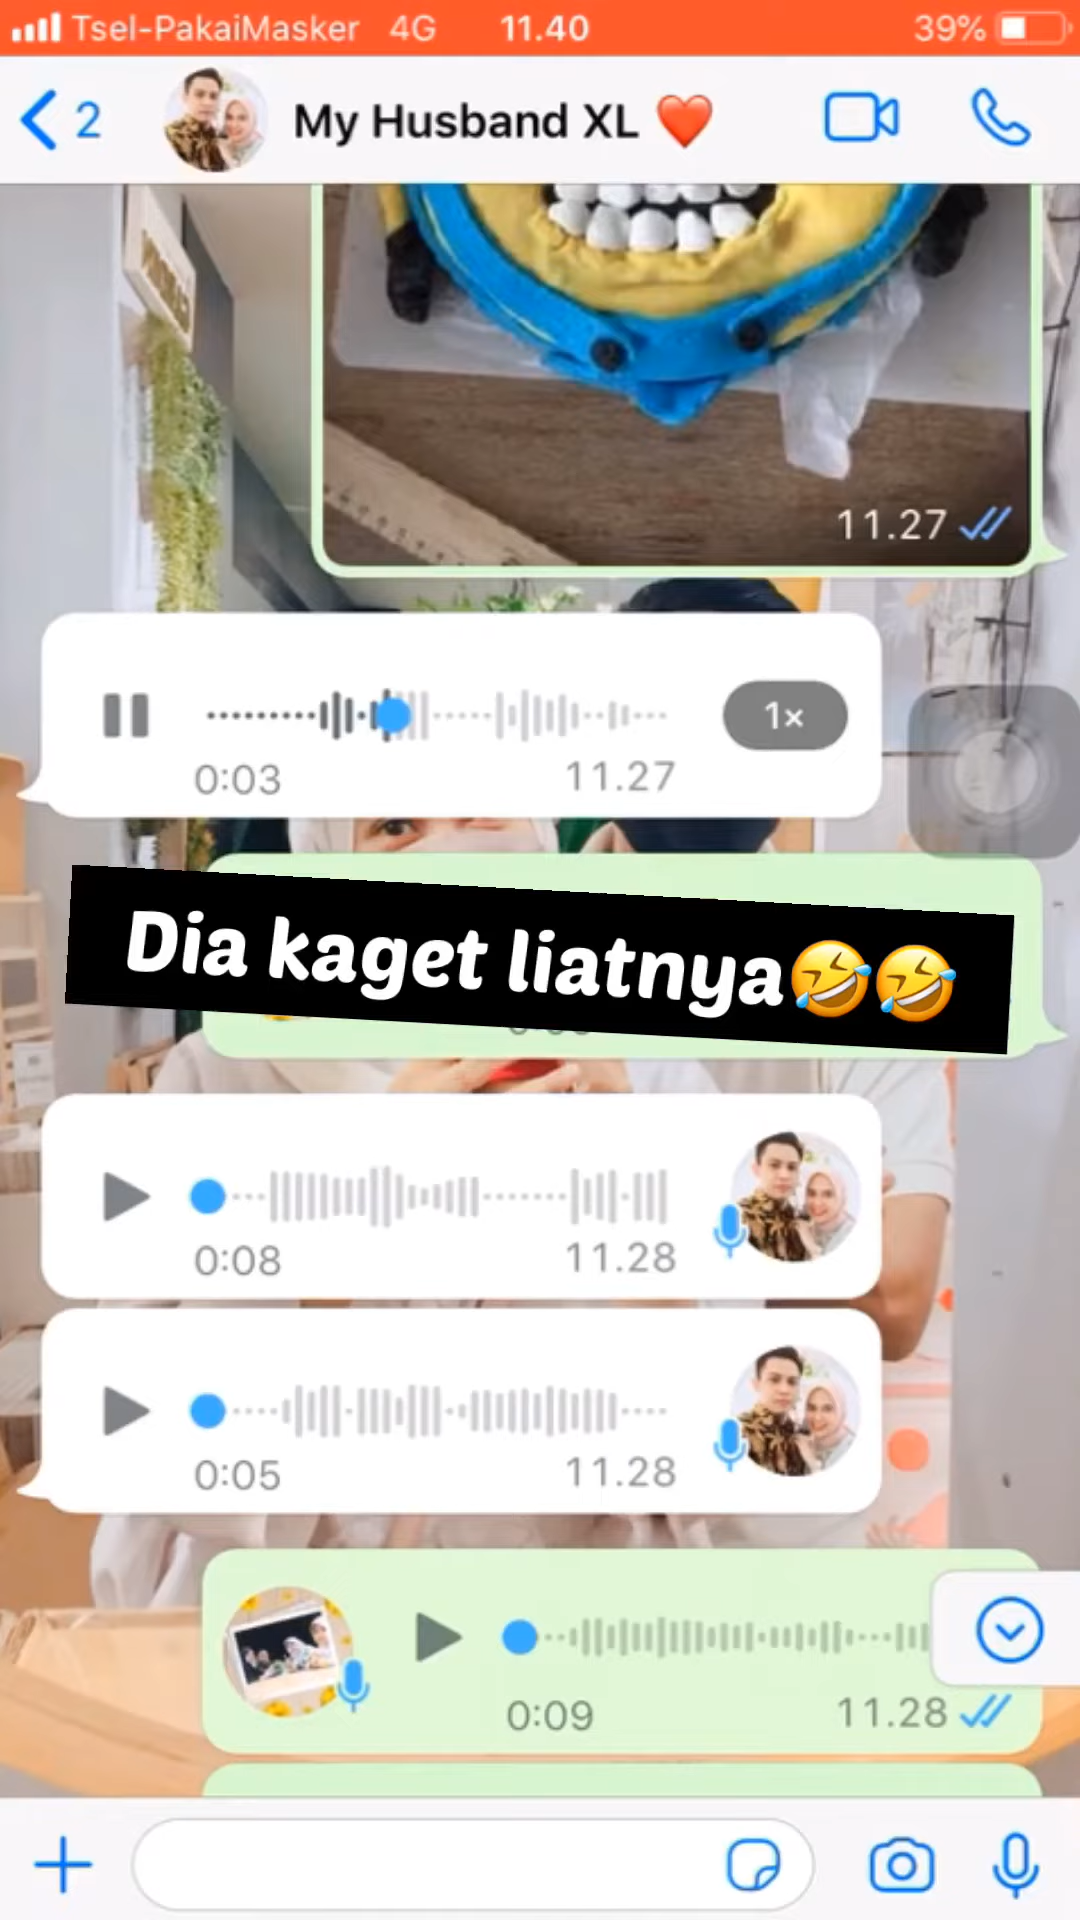 Tsel-PakaiMasker 4G 11.40 39%
2 My Husband XL ❤️
11.27
1x
0:03 11.27
Dia kaget liatnya🤣🤣
0:08 11.28
0:05 11.28
0:09 11.28